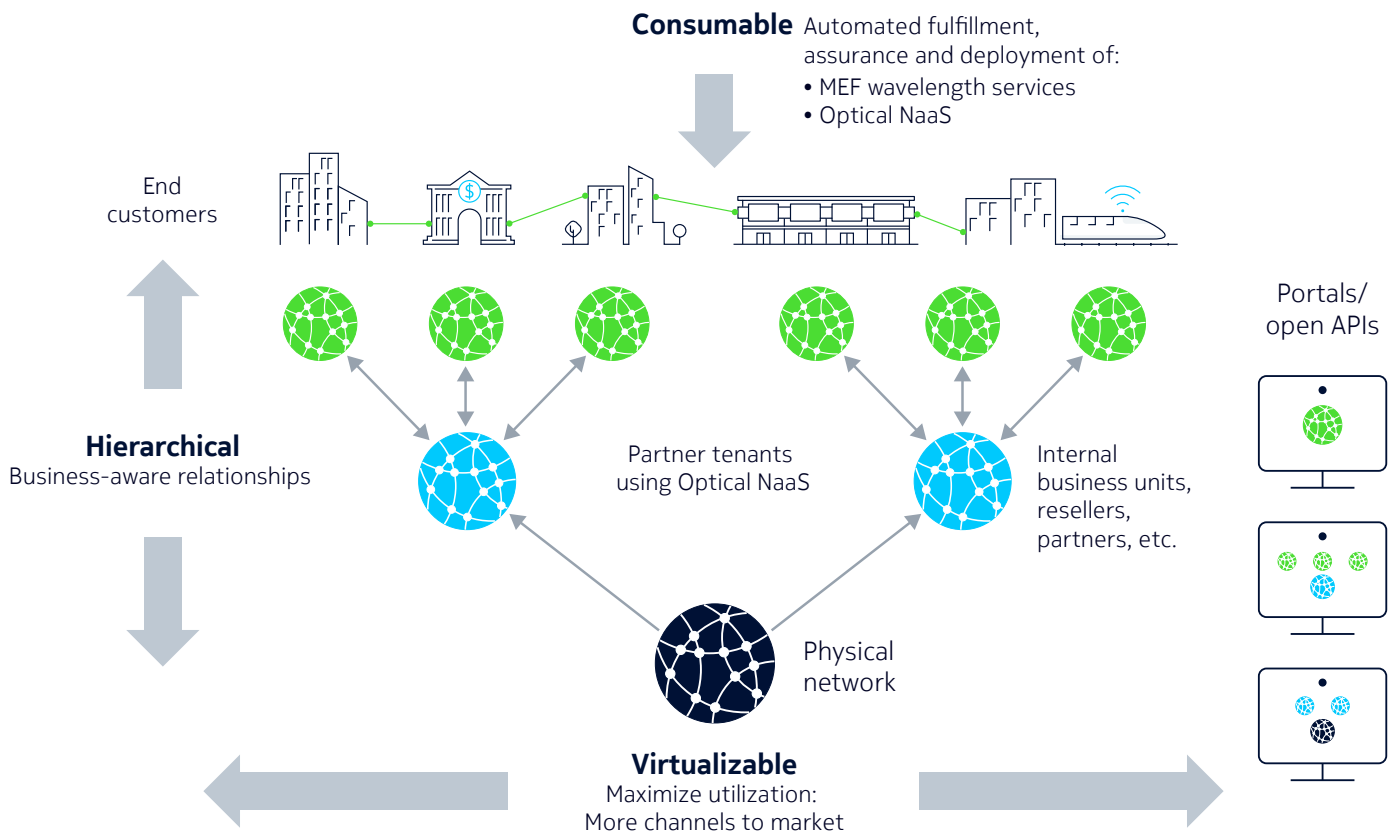 Consumable
Automated fulfillment,
assurance and deployment of:
• MEF wavelength services
• Optical NaaS
End
customers
$
Portals/
open APIs
Hierarchical
Business-aware relationships
Partner tenants
using Optical NaaS
Internal
business units,
resellers,
partners, etc.
Physical
network
Virtualizable
Maximize utilization:
More channels to market